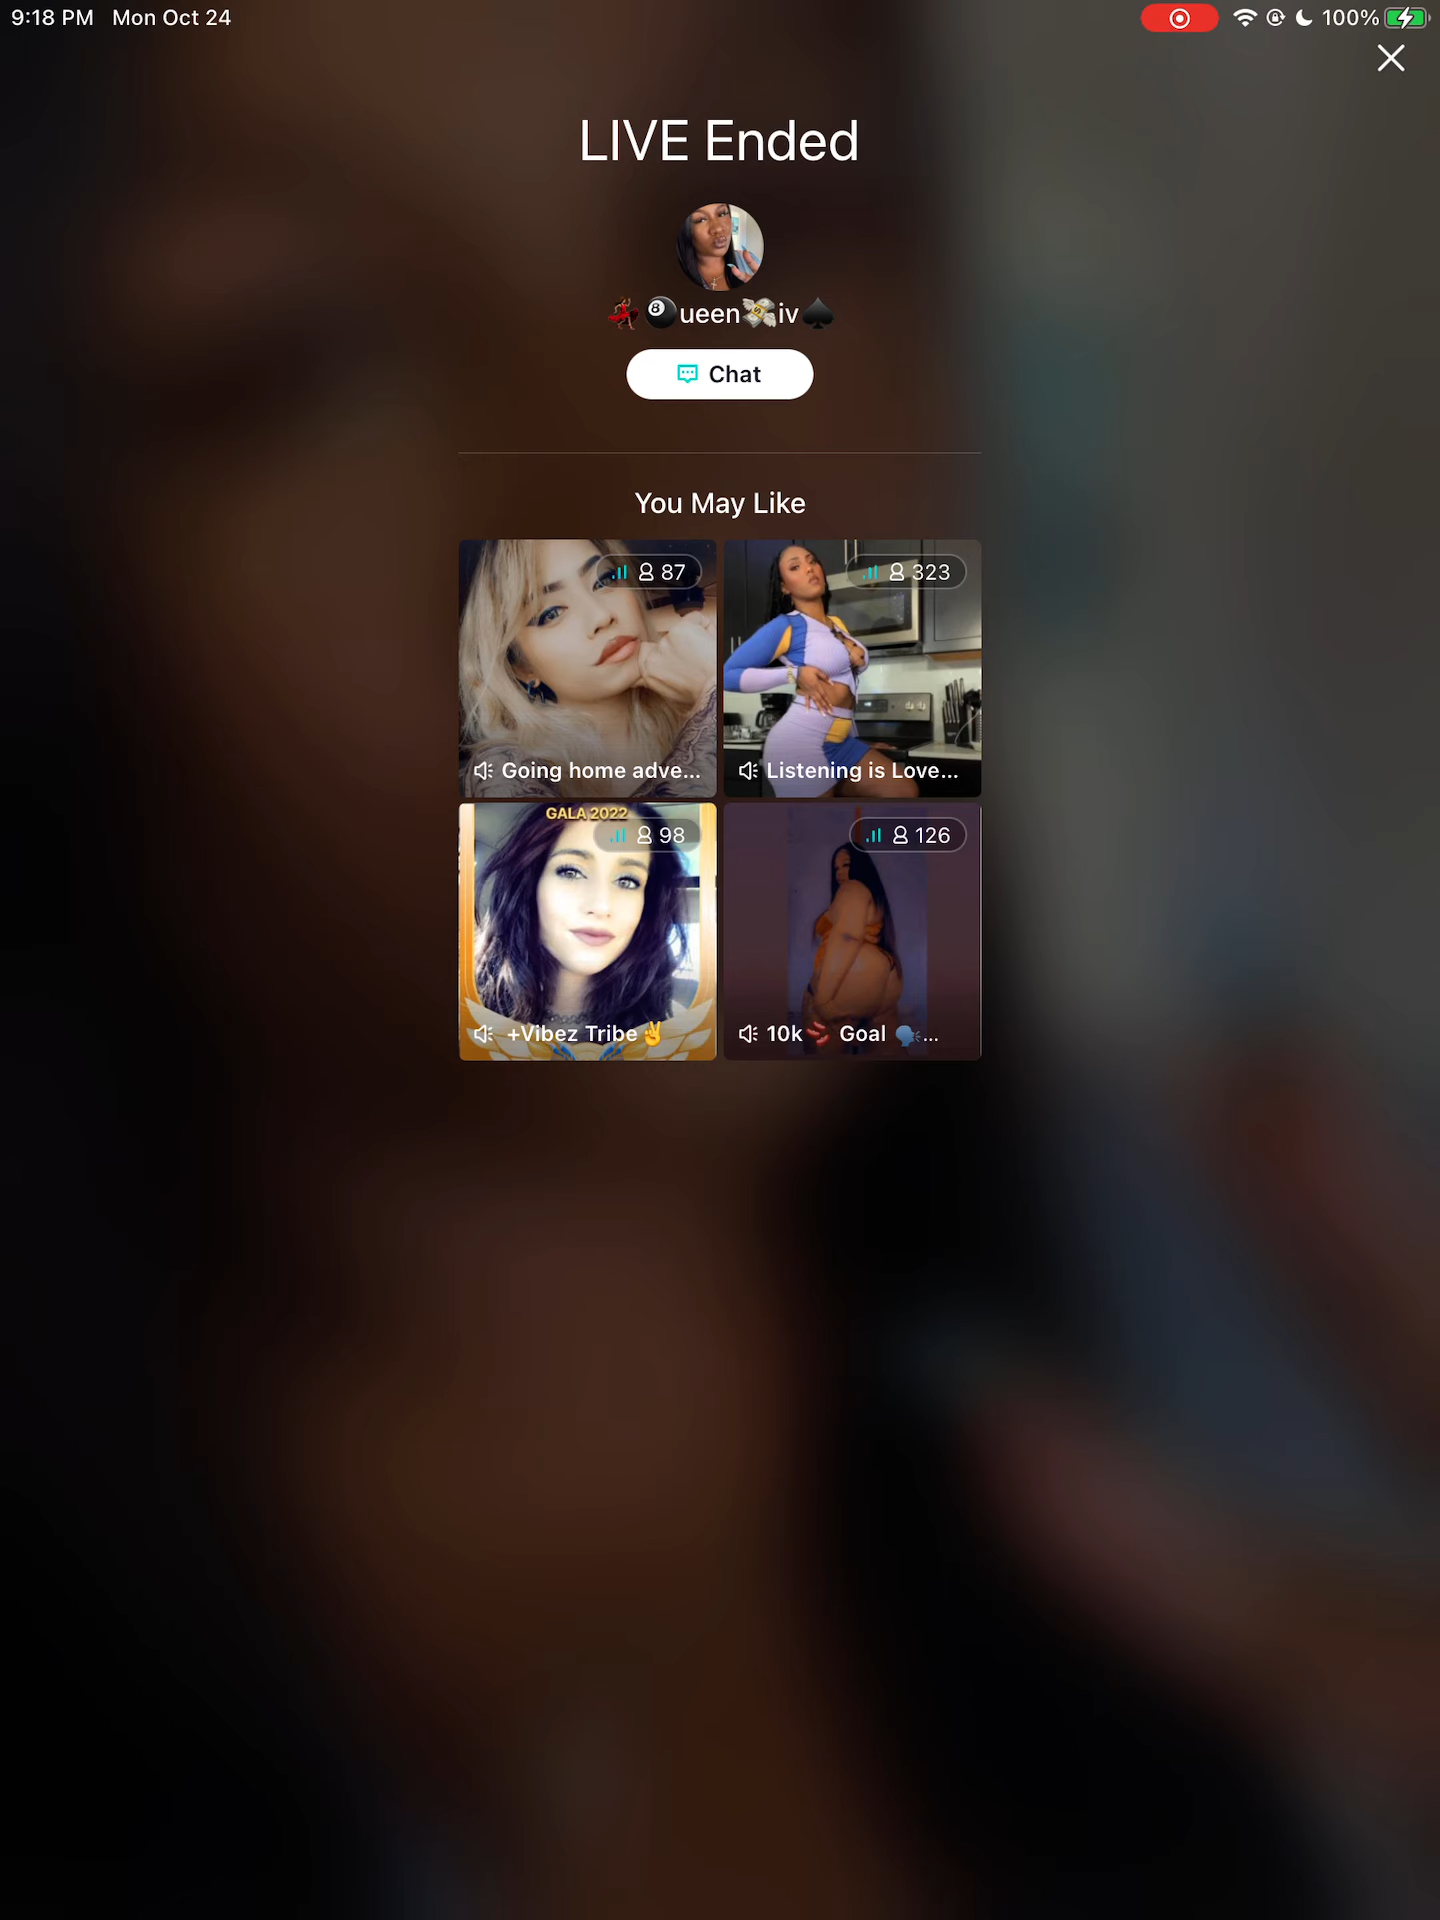 9:18 PM Mon Oct 24 100%
LIVE Ended
💃🏾🎱ueen💸iv♠️
Chat
You May Like
87
323
Going home adve...
Listening is Love...
GALA 2022
98
126
+Vibez Tribe✌️
10k🫘 Goal 🗣️...